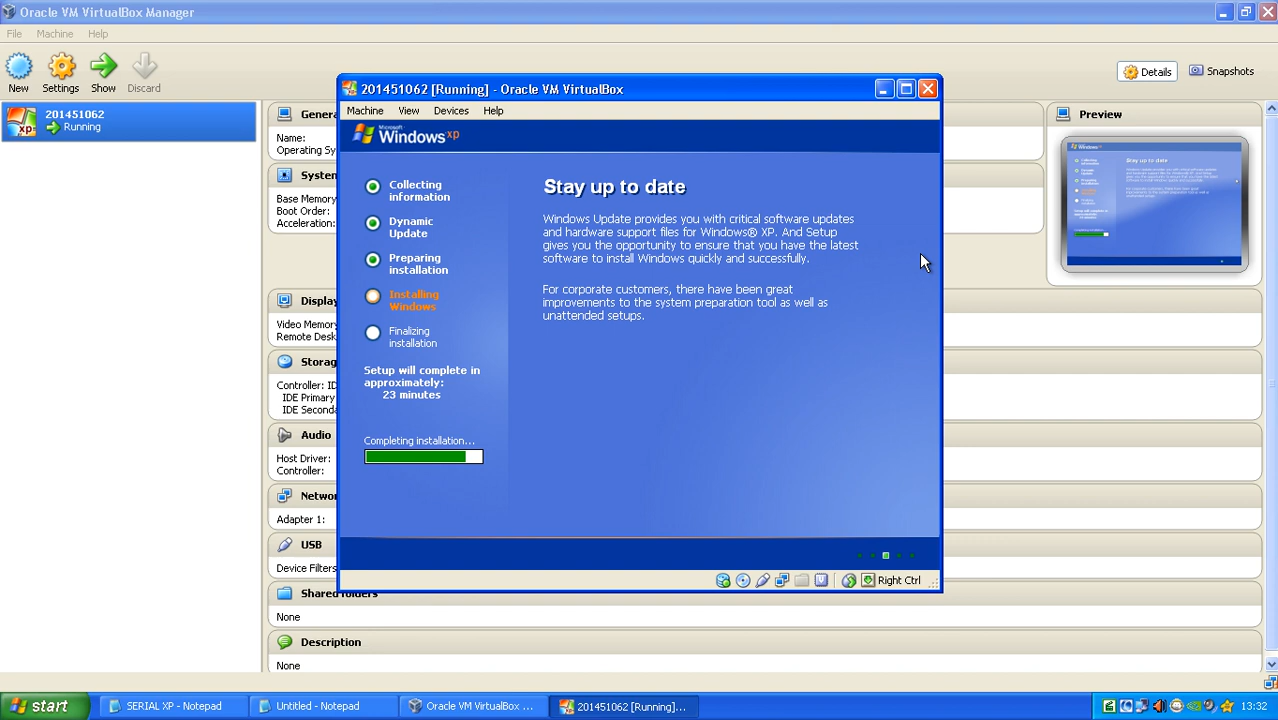 Oracle VM VirtualBox Manager
File Machine Help
New Settings Show Discard
Details Snapshots
201451062
Running
Genera
Name:
Operating Sy
System
Base Memory
Boot Order:
Acceleration:
Display
Video Memory
Remote Desk
Storag
Controller: ID
IDE Primary
IDE Seconda
Audio
Host Driver:
Controller:
Netwo
Adapter 1:
USB
Device Filters
Shared folders
None
Description
None
Preview
201451062 [Running] - Oracle VM VirtualBox
Machine View Devices Help
Microsoft
Windows xp
Collecting
information
Dynamic
Update
Preparing
installation
Installing
Windows
Finalizing
installation
Setup will complete in
approximately:
23 minutes
Completing installation...
Stay up to date
Windows Update provides you with critical software updates
and hardware support files for Windows® XP. And Setup
gives you the opportunity to ensure that you have the latest
software to install Windows quickly and successfully.
For corporate customers, there have been great
improvements to the system preparation tool as well as
unattended setups.
Right Ctrl
start
SERIAL XP - Notepad
Untitled - Notepad
Oracle VM VirtualBox ...
201451062 [Running]...
13:32